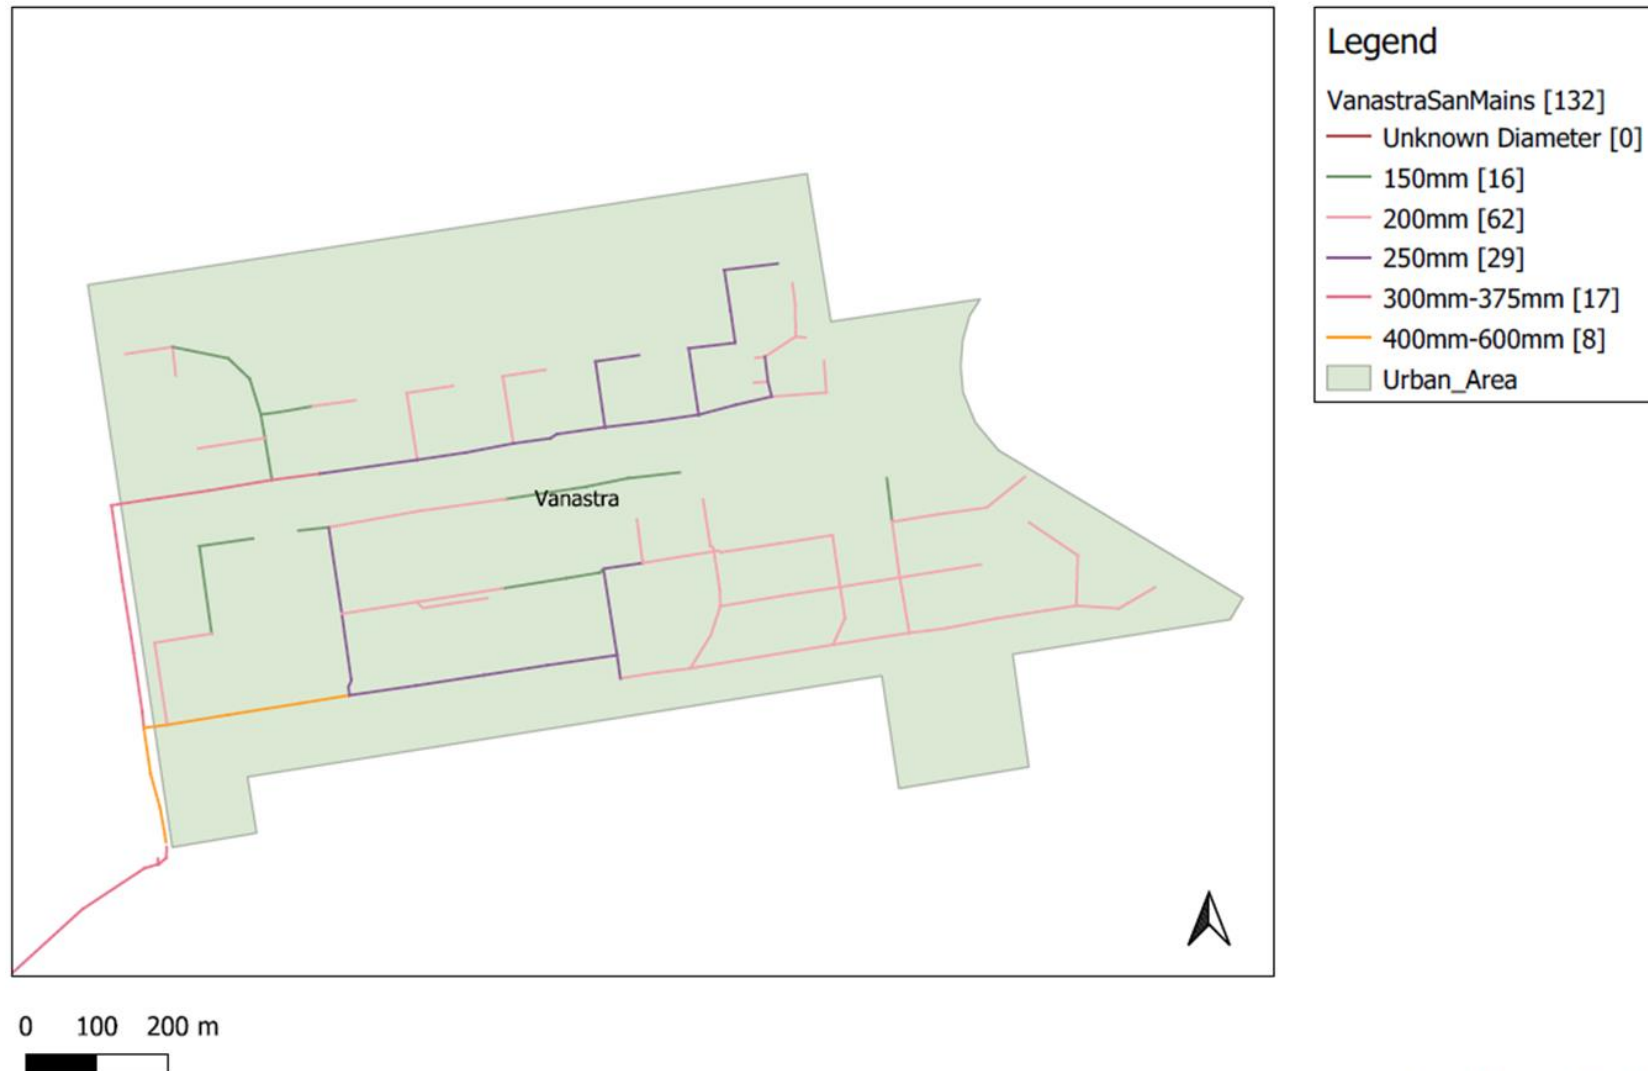 Legend
VanastraSanMains [132]
Unknown Diameter [0]
150mm [16]
200mm [62]
250mm [29]
300mm-375mm [17]
400mm-600mm [8]
Urban_Area
Vanastra
0 100 200 m